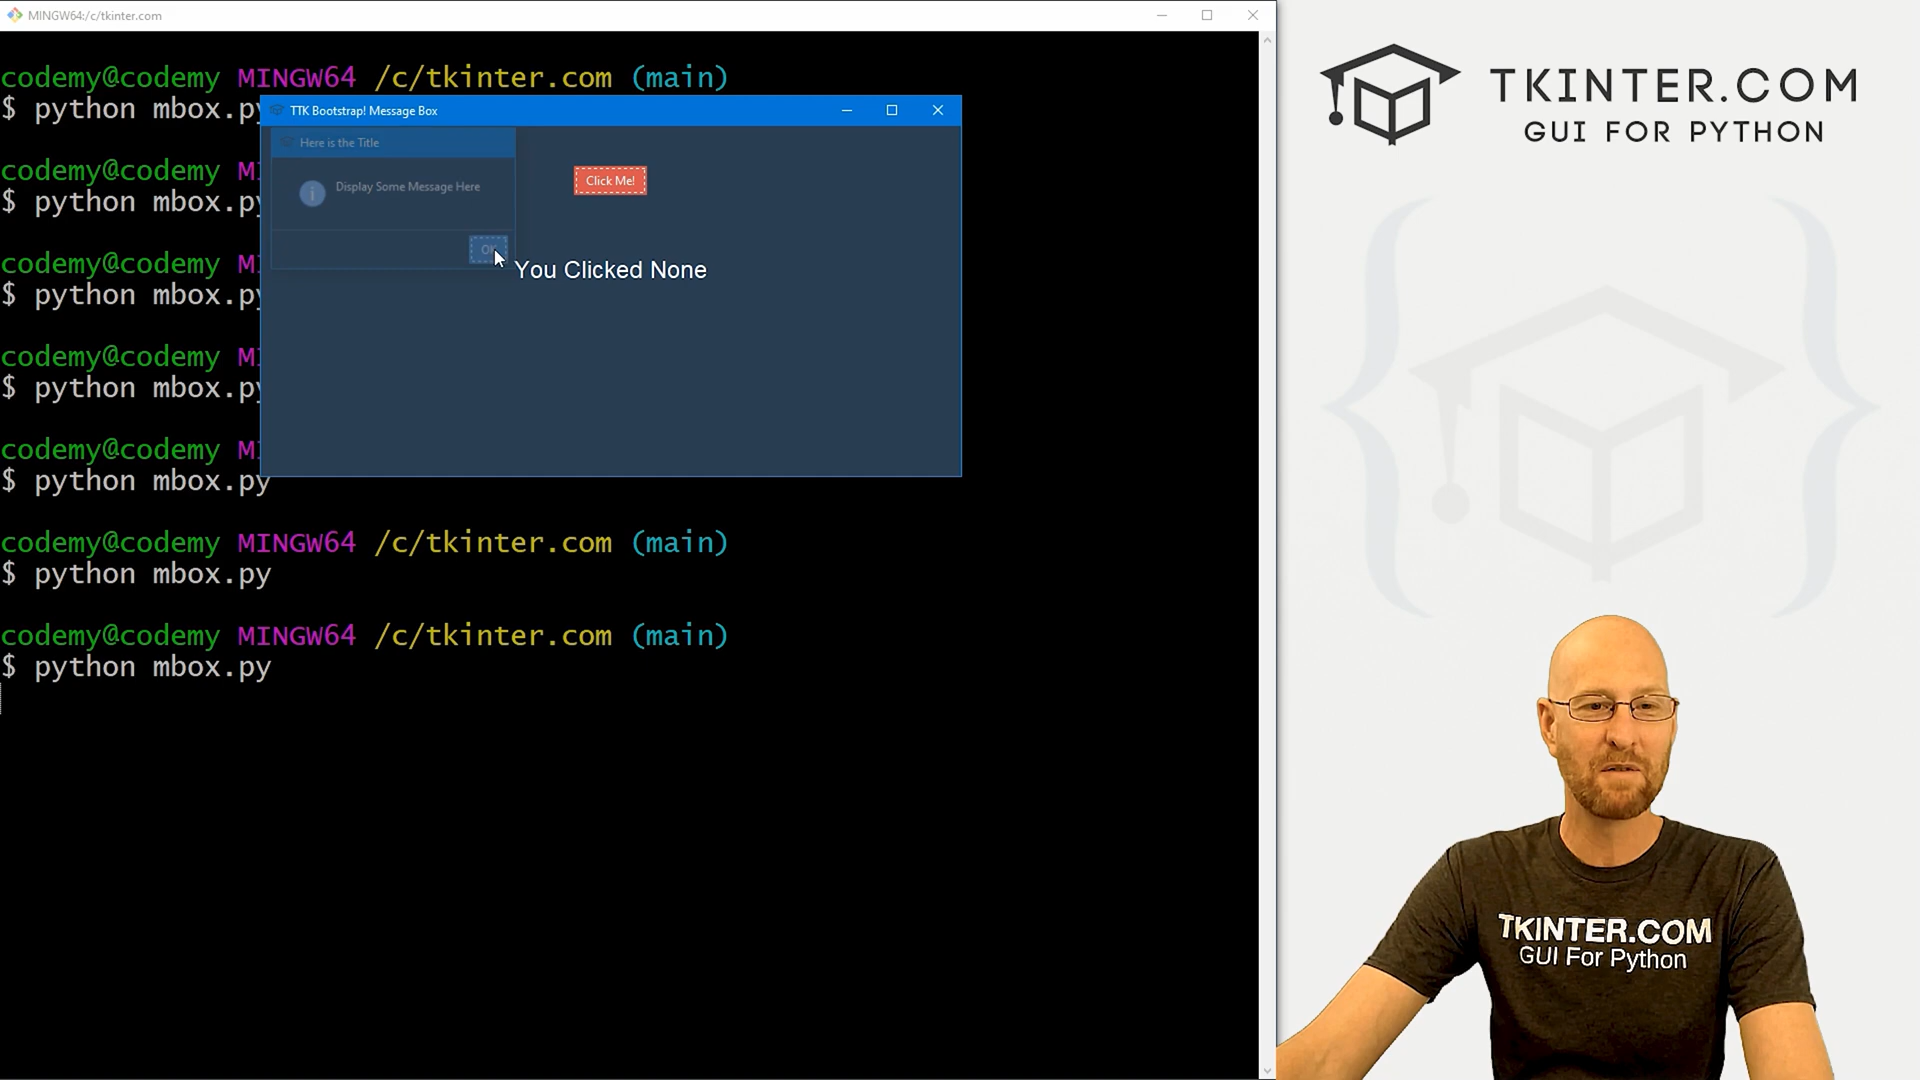 MINGW64:/c/tkinter.com
codemy@codemy MINGW64 /c/tkinter.com (main)
$ python mbox.py
codemy@codemy M
$ python mbox.py
codemy@codemy M
$ python mbox.py
codemy@codemy M
$ python mbox.py
codemy@codemy M
$ python mbox.py
codemy@codemy MINGW64 /c/tkinter.com (main)
$ python mbox.py
codemy@codemy MINGW64 /c/tkinter.com (main)
$ python mbox.py
TTK Bootstrap! Message Box
Here is the Title
Display Some Message Here
OK
Click Me!
You Clicked None
TKINTER.COM
GUI FOR PYTHON
TKINTER.COM
GUI For Python